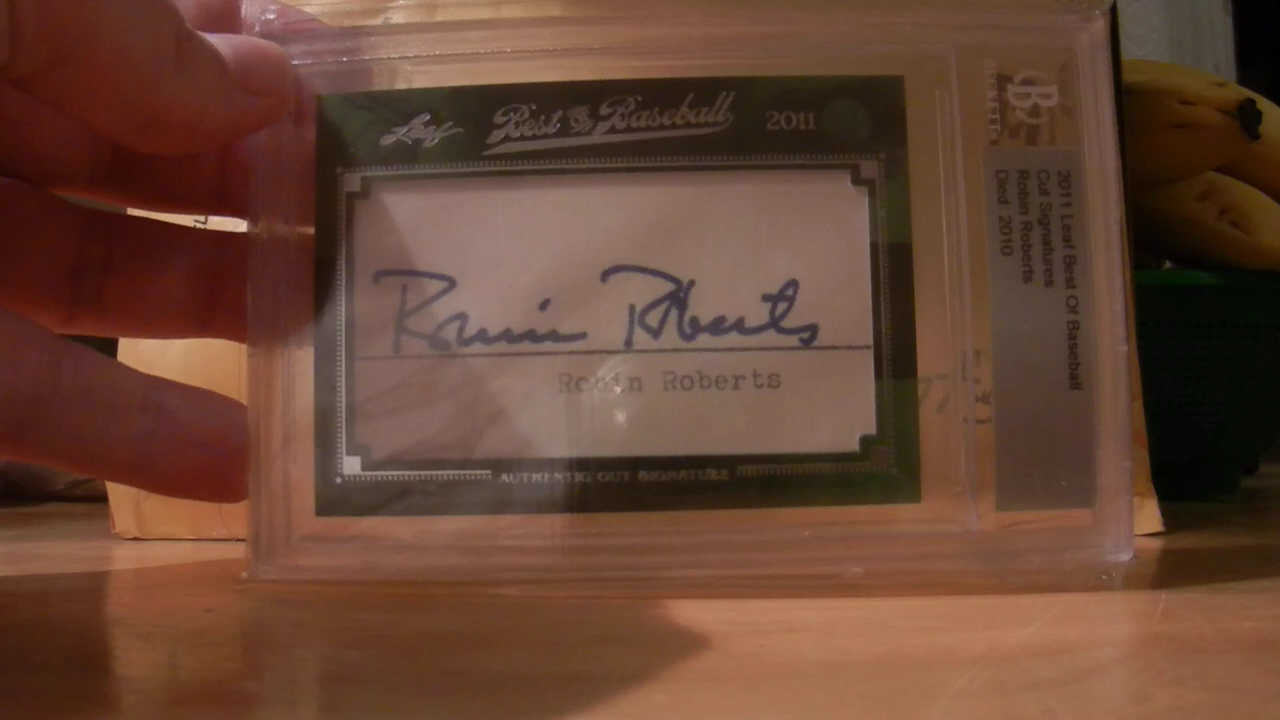 Leaf Best Of Baseball 2011
Robin Roberts
Robin Roberts
AUTHENTIC CUT SIGNATURE
2011 Leaf Best Of Baseball
Cut Signatures
Robin Roberts
Died 2010